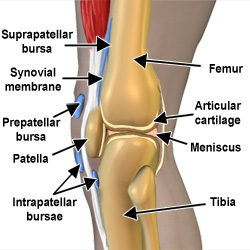 Suprapatellar
bursa
Synovial
membrane
Prepatellar
bursa
Patella
Intrapatellar
bursae
Femur
Articular
cartilage
Meniscus
Tibia